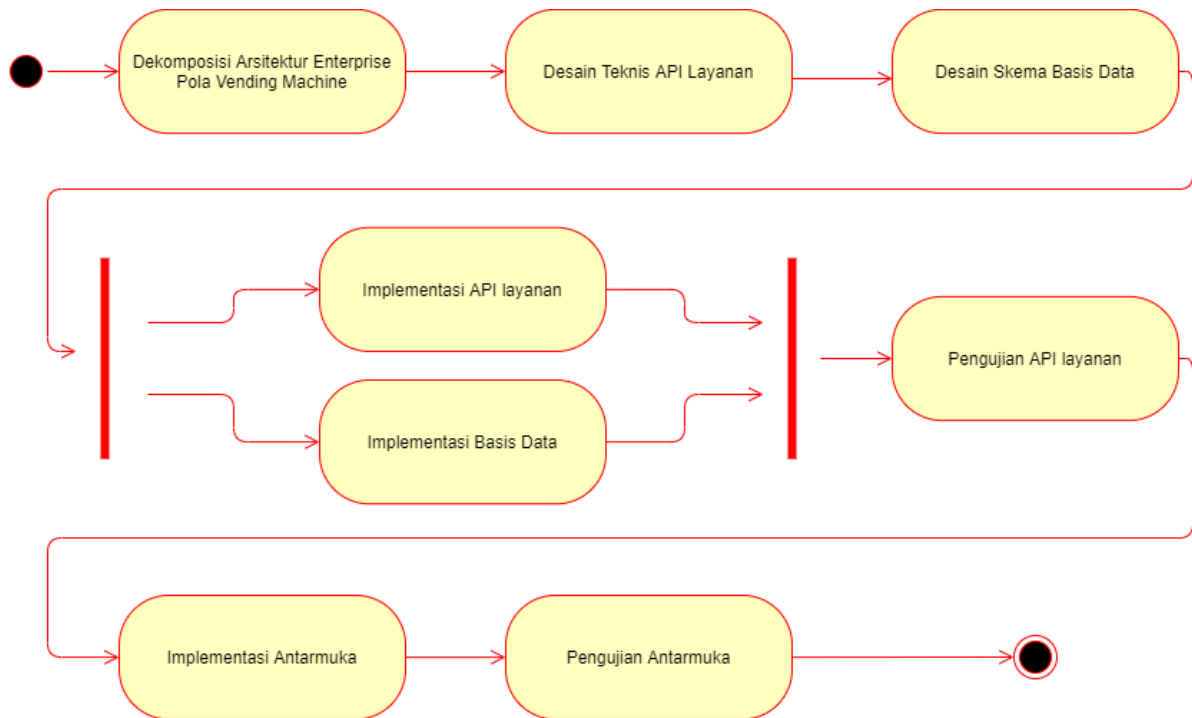 Dekomposisi Arsitektur Enterprise
Pola Vending Machine
Desain Teknis API Layanan
Desain Skema Basis Data
Implementasi API layanan
Implementasi Basis Data
Pengujian API layanan
Implementasi Antarmuka
Pengujian Antarmuka